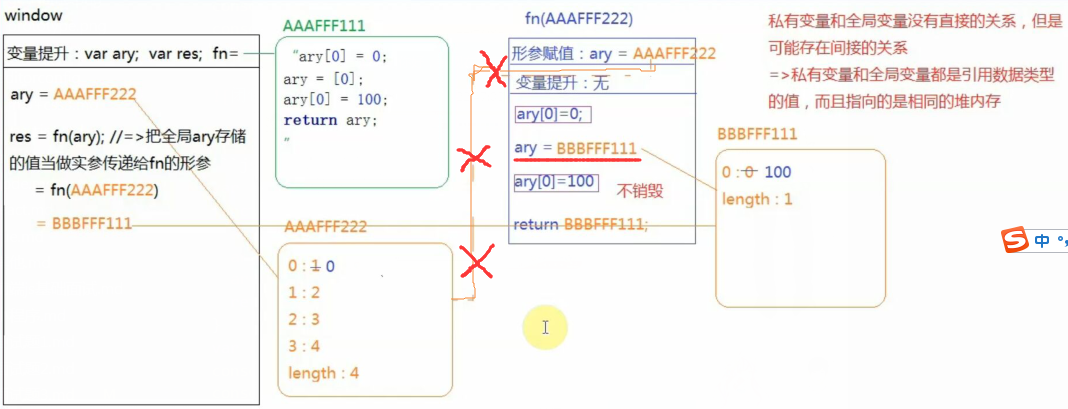 window
变量提升：var ary; var res; fn=
ary = AAAFFF222
res = fn(ary); //=>把全局ary存储
的值当做实参传递给fn的形参
= fn(AAAFFF222)
= BBBFFF111
AAAFFF111
"ary[0] = 0;
ary = [0];
ary[0] = 100;
return ary;
"
AAAFFF222
0 : 1 0
1 : 2
2 : 3
3 : 4
length : 4
fn(AAAFFF222)
形参赋值：ary = AAAFFF222
变量提升：无
ary[0]=0;
ary = BBBFFF111
ary[0]=100
不销毁
return BBBFFF111;
私有变量和全局变量没有直接的关系，但是
可能存在间接的关系
=>私有变量和全局变量都是引用数据类型
的值，而且指向的是相同的堆内存
BBBFFF111
0 : 0 100
length : 1
S 中 °,